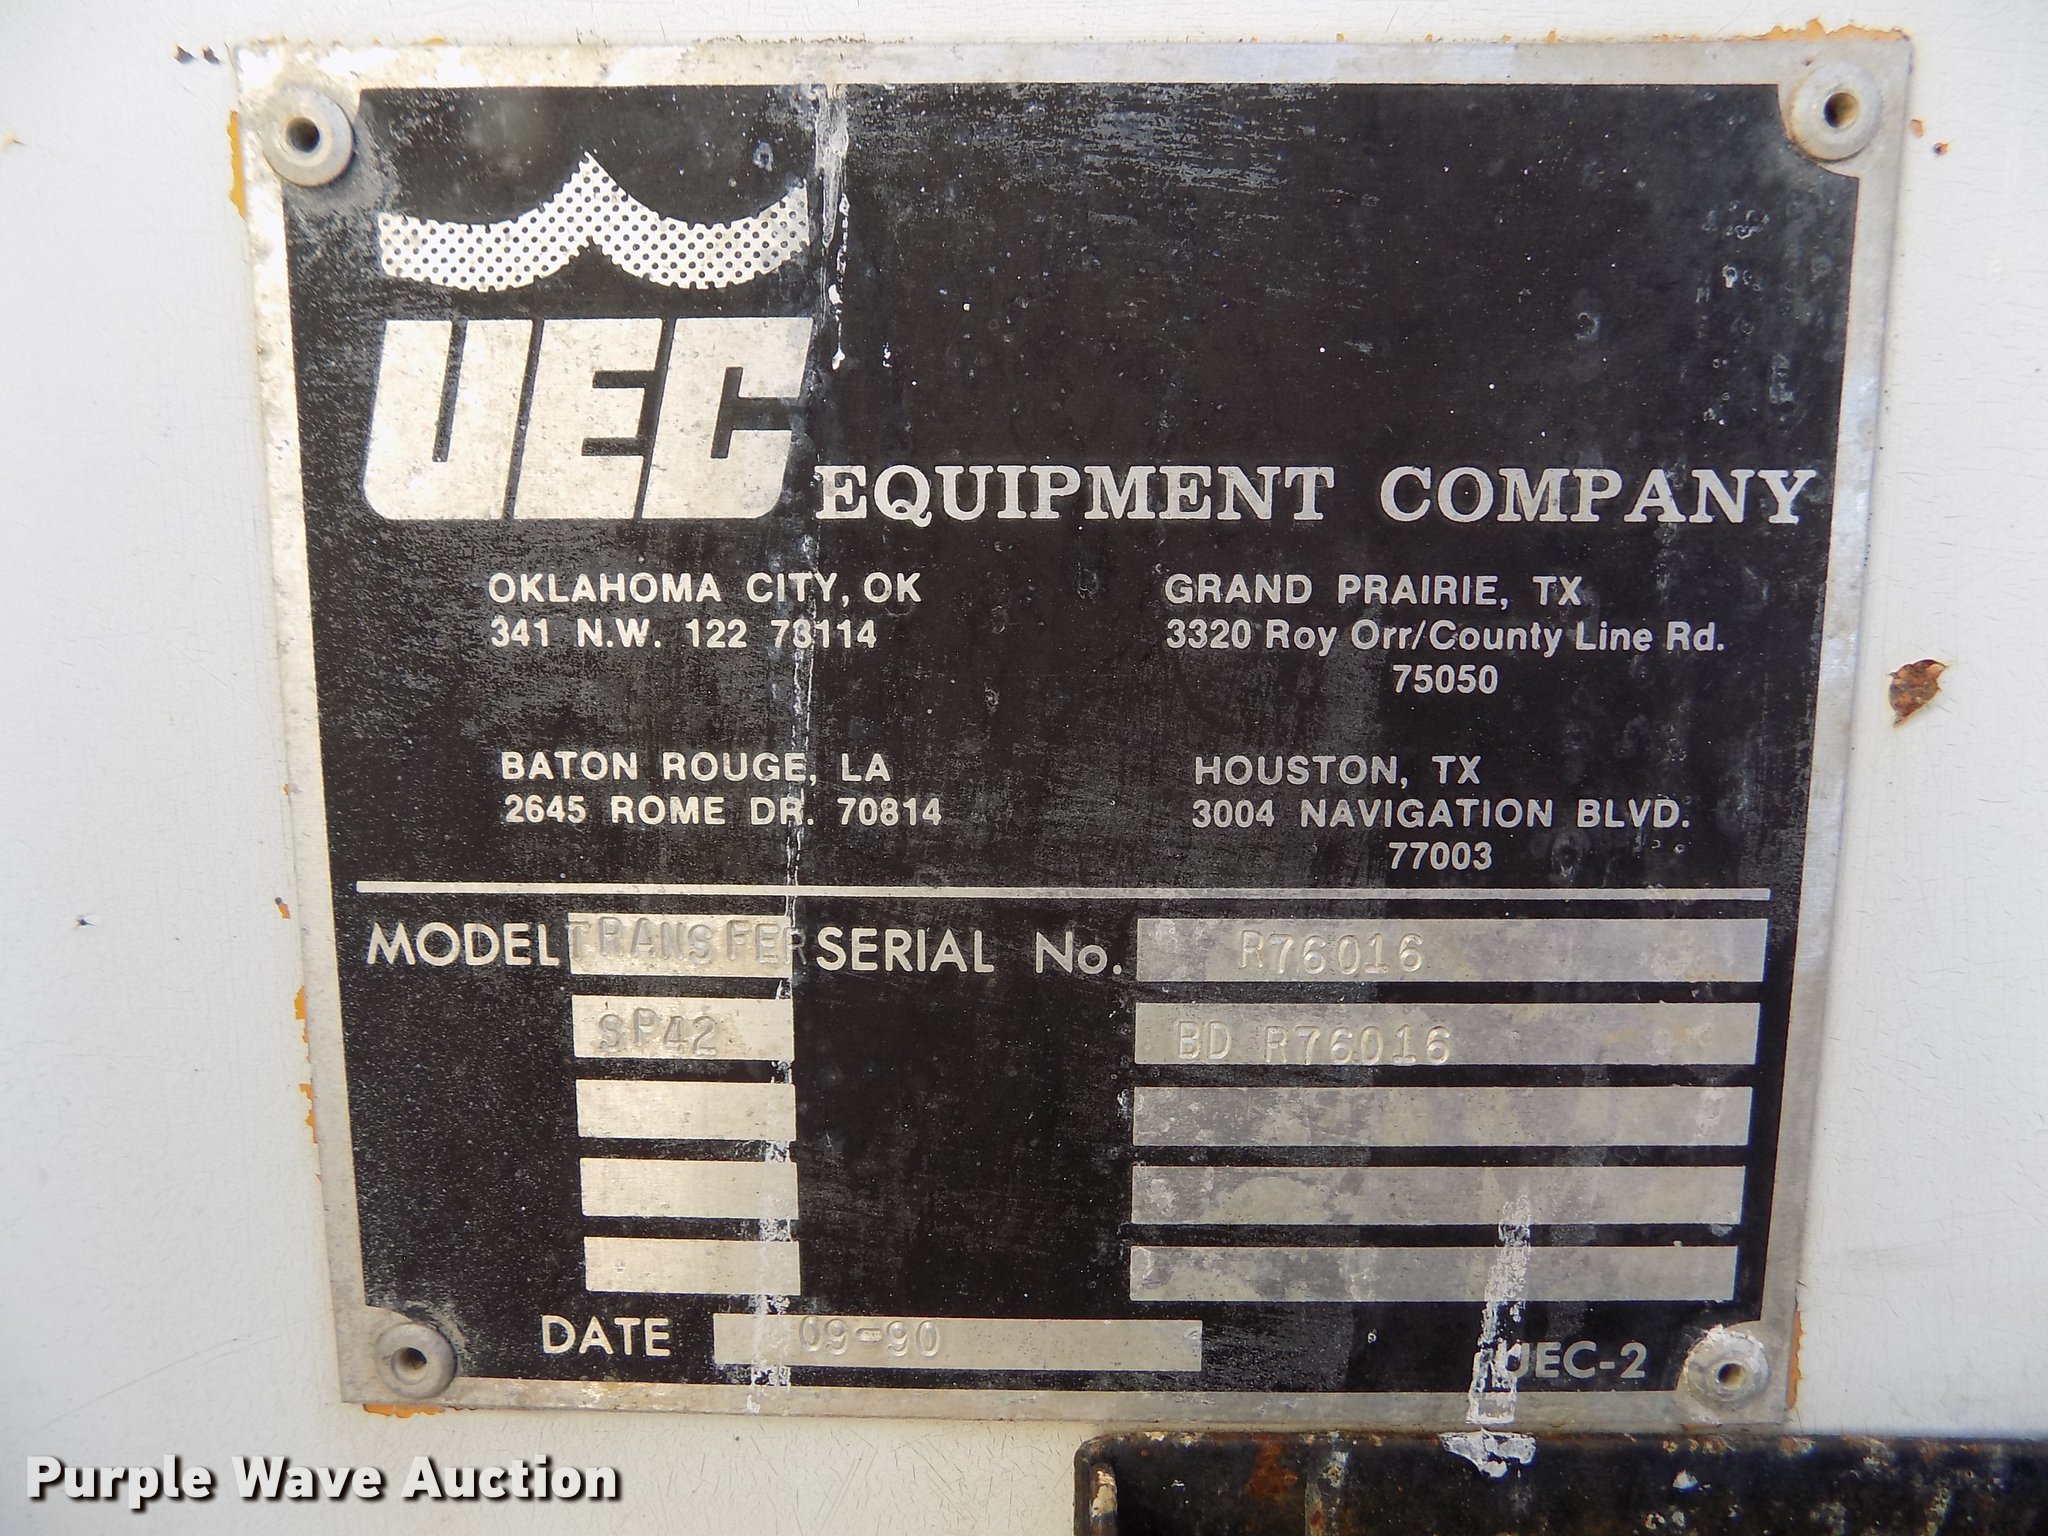 UEC EQUIPMENT COMPANY
OKLAHOMA CITY, OK
341 N.W. 122 73114
GRAND PRAIRIE, TX
3320 Roy Orr/County Line Rd.
75050
BATON ROUGE, LA
2645 ROME DR. 70814
HOUSTON, TX
3004 NAVIGATION BLVD.
77003
MODEL TRANSFER SERIAL No. R76016
SP42 BD R76016
DATE 09-90
UEC-2
Purple Wave Auction